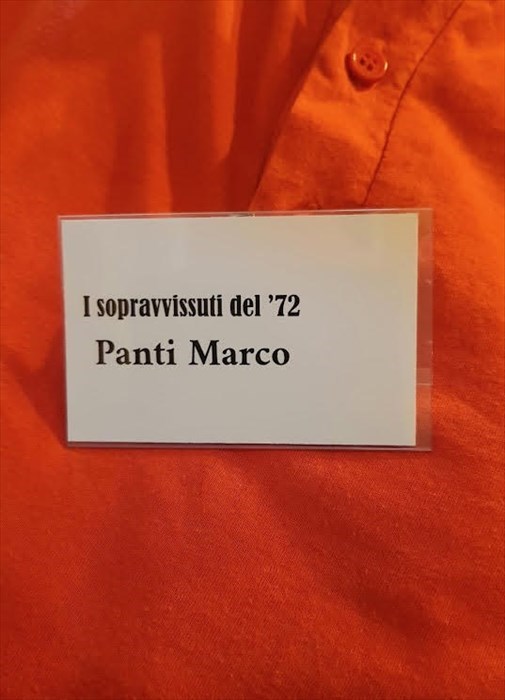 I sopravvissuti del ’72
Panti Marco